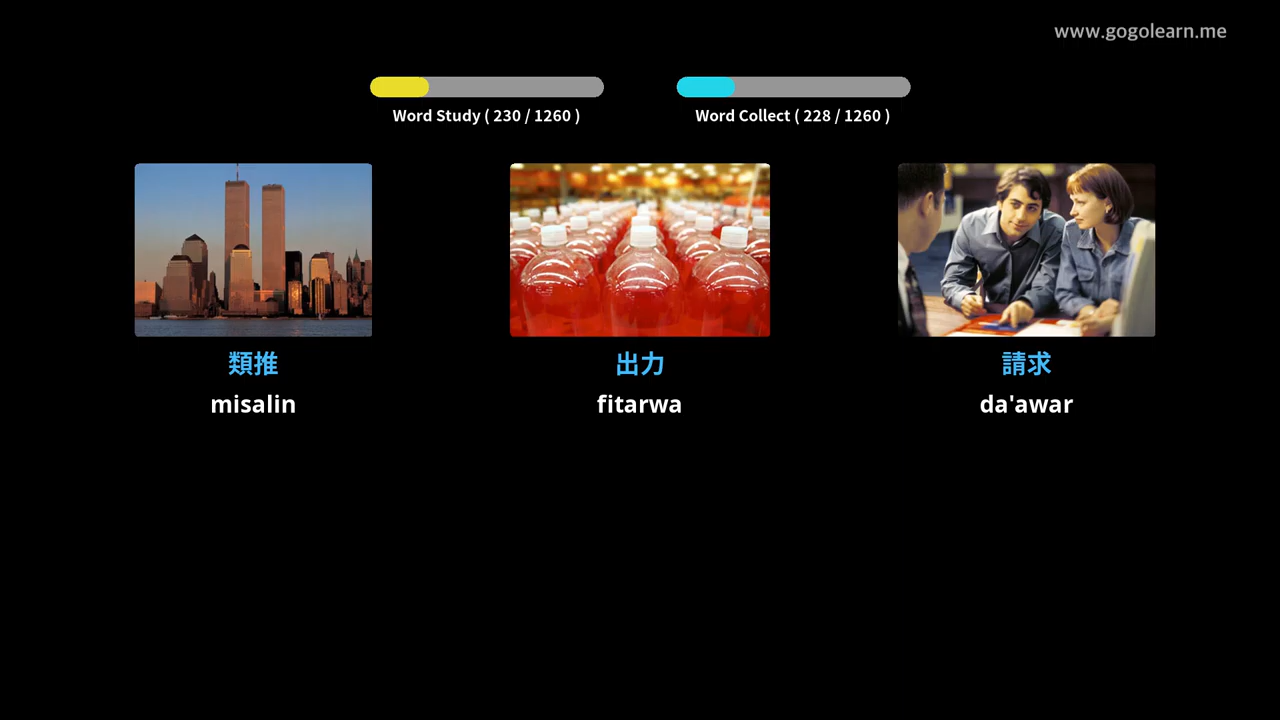 www.gogolearn.me
Word Study ( 230 / 1260 )
Word Collect ( 228 / 1260 )
類推
出力
請求
misalin
fitarwa
da'awar